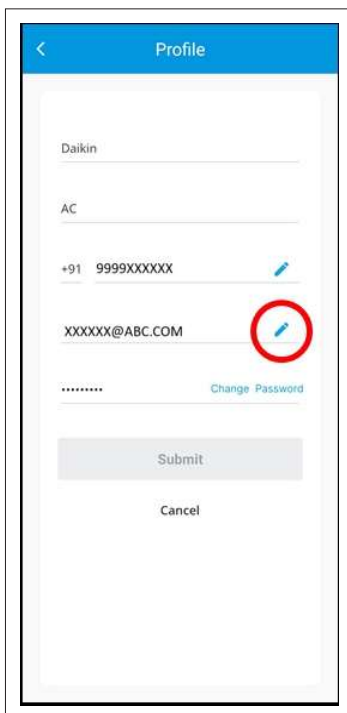 Profile
Daikin
AC
+91 9999XXXXXX
XXXXXX@ABC.COM
......... Change Password
Submit
Cancel